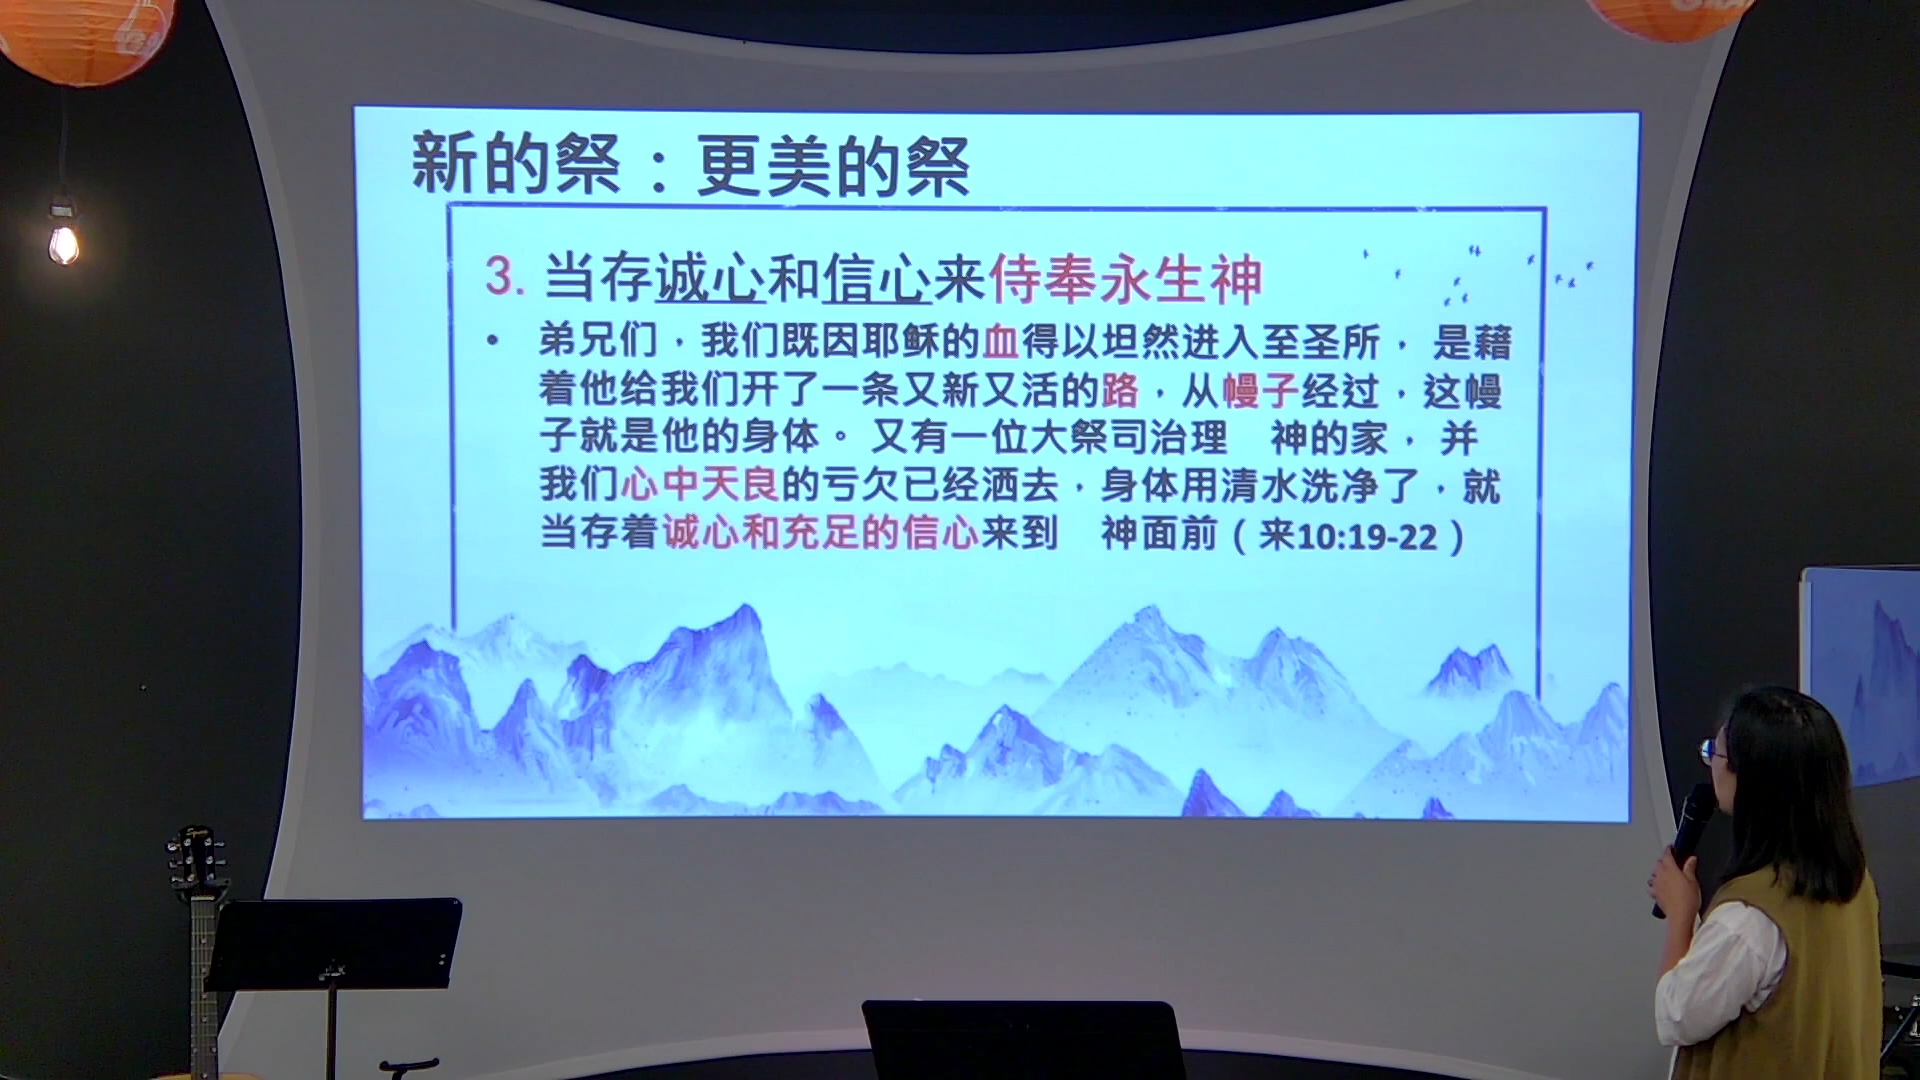 新的祭：更美的祭
3. 当存诚心和信心来侍奉永生神
• 弟兄们，我们既因耶稣的血得以坦然进入至圣所， 是藉
着他给我们开了一条又新又活的路，从幔子经过，这幔
子就是他的身体。 又有一位大祭司治理　神的家， 并
我们心中天良的亏欠已经洒去，身体用清水洗净了，就
当存着诚心和充足的信心来到　神面前（来10:19-22）
Squier